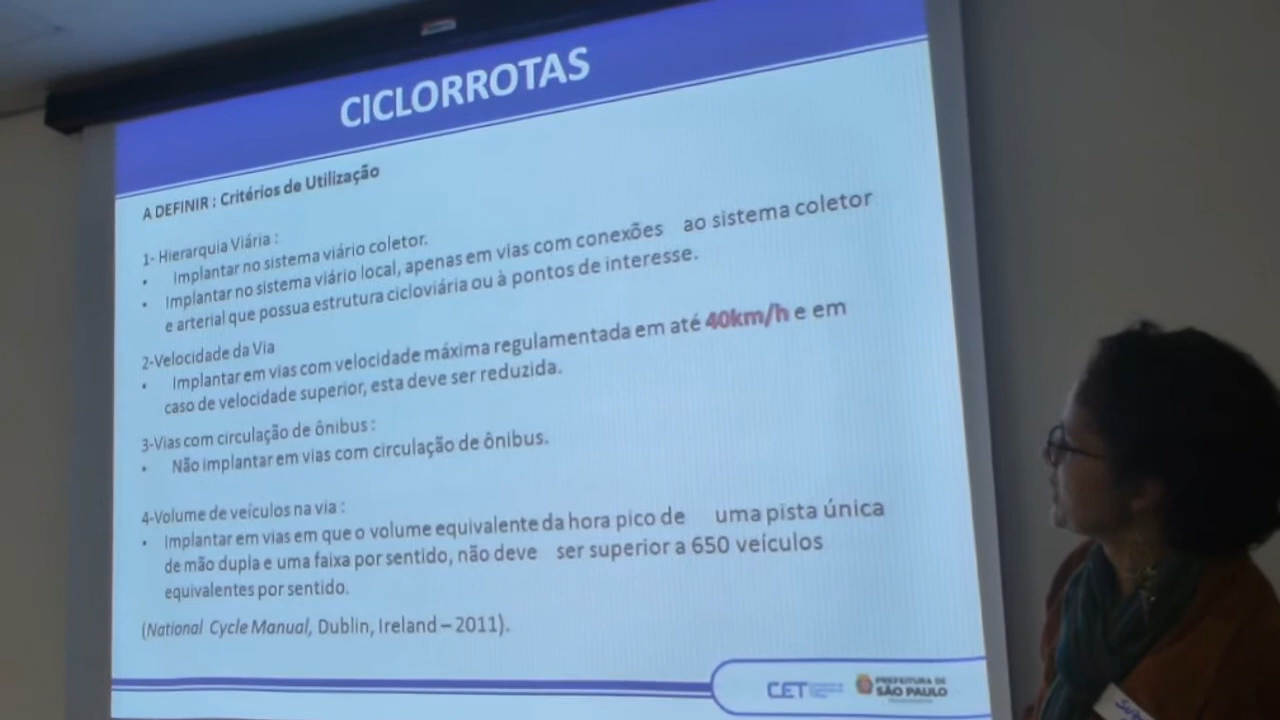 CICLORROTAS
A DEFINIR : Critérios de Utilização
1- Hierarquia Viária :
• Implantar no sistema viário coletor.
• Implantar no sistema viário local, apenas em vias com conexões ao sistema coletor
e arterial que possua estrutura cicloviária ou à pontos de interesse.
2-Velocidade da Via
• Implantar em vias com velocidade máxima regulamentada em até 40km/h e em
caso de velocidade superior, esta deve ser reduzida.
3-Vias com circulação de ônibus :
• Não implantar em vias com circulação de ônibus.
4-Volume de veículos na via :
• Implantar em vias em que o volume equivalente da hora pico de uma pista única
de mão dupla e uma faixa por sentido, não deve ser superior a 650 veículos
equivalentes por sentido.
(National Cycle Manual, Dublin, Ireland – 2011).
CET
PREFEITURA DE
SÃO PAULO